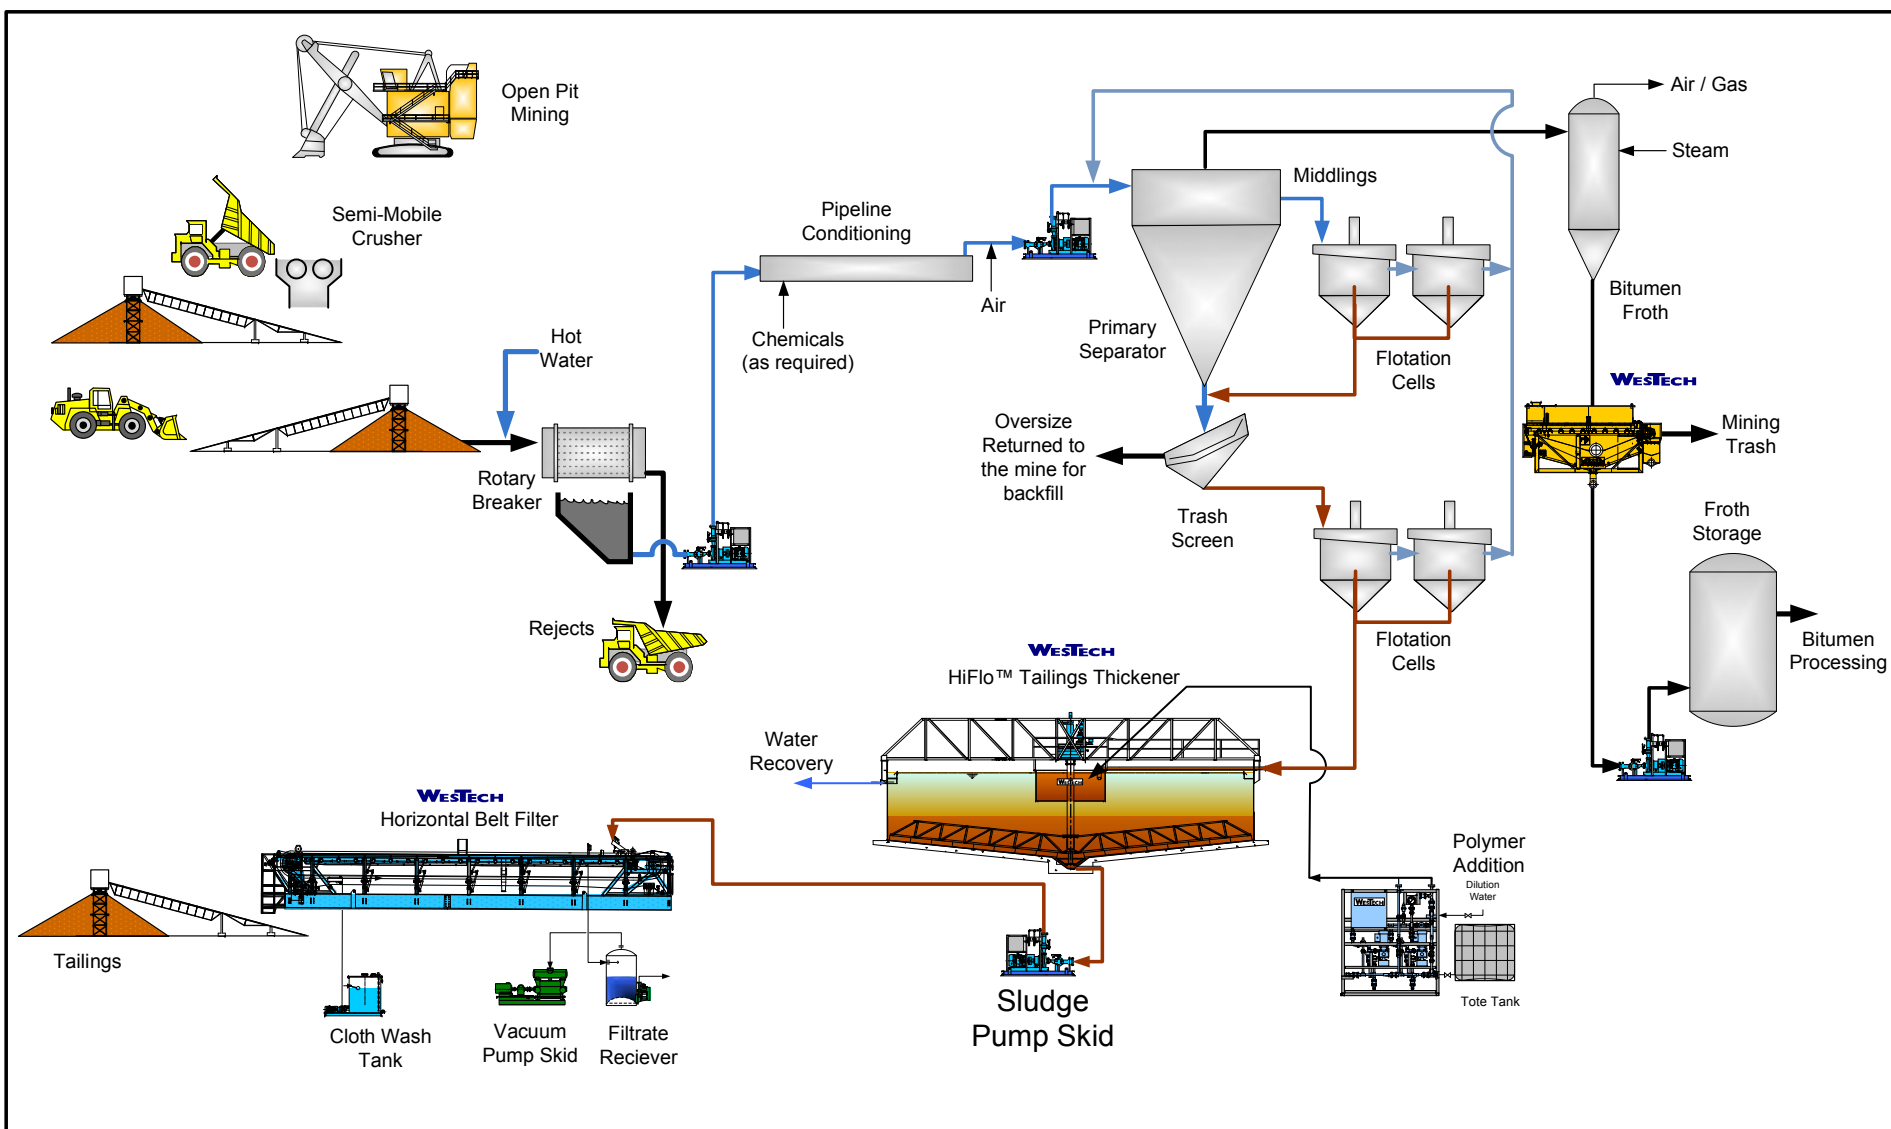 Open Pit
Mining
Semi-Mobile
Crusher
Hot
Water
Rotary
Breaker
Rejects
Pipeline
Conditioning
Chemicals
(as required)
Air
Primary
Separator
Middlings
Flotation
Cells
Oversize
Returned to
the mine for
backfill
Trash
Screen
Flotation
Cells
Air / Gas
Steam
Bitumen
Froth
WESTECH
Mining
Trash
Froth
Storage
Bitumen
Processing
WESTECH
HiFlo™ Tailings Thickener
WESTECH
Water
Recovery
Polymer
Addition
Dilution
Water
WESTECH
Tote Tank
Sludge
Pump Skid
WESTECH
Horizontal Belt Filter
Tailings
Cloth Wash
Tank
Vacuum
Pump Skid
Filtrate
Reciever